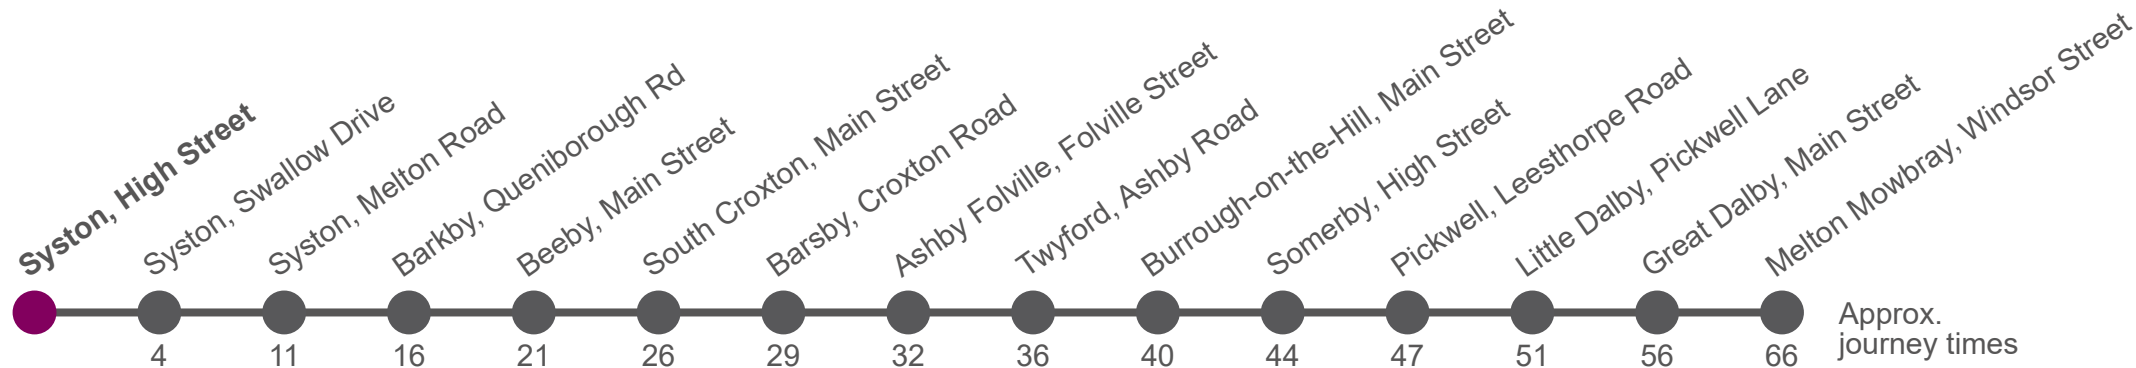 Syston, High Street
Syston, Swallow Drive
Syston, Melton Road
Barkby, Queniborough Rd
Beeby, Main Street
South Croxton, Main Street
Barsby, Croxton Road
Ashby Folville, Folville Street
Twyford, Ashby Road
Burrough-on-the-Hill, Main Street
Somerby, High Street
Pickwell, Leesthorpe Road
Little Dalby, Pickwell Lane
Great Dalby, Main Street
Melton Mowbray, Windsor Street
4 11 16 21 26 29 32 36 40 44 47 51 56 66
Approx.
journey times